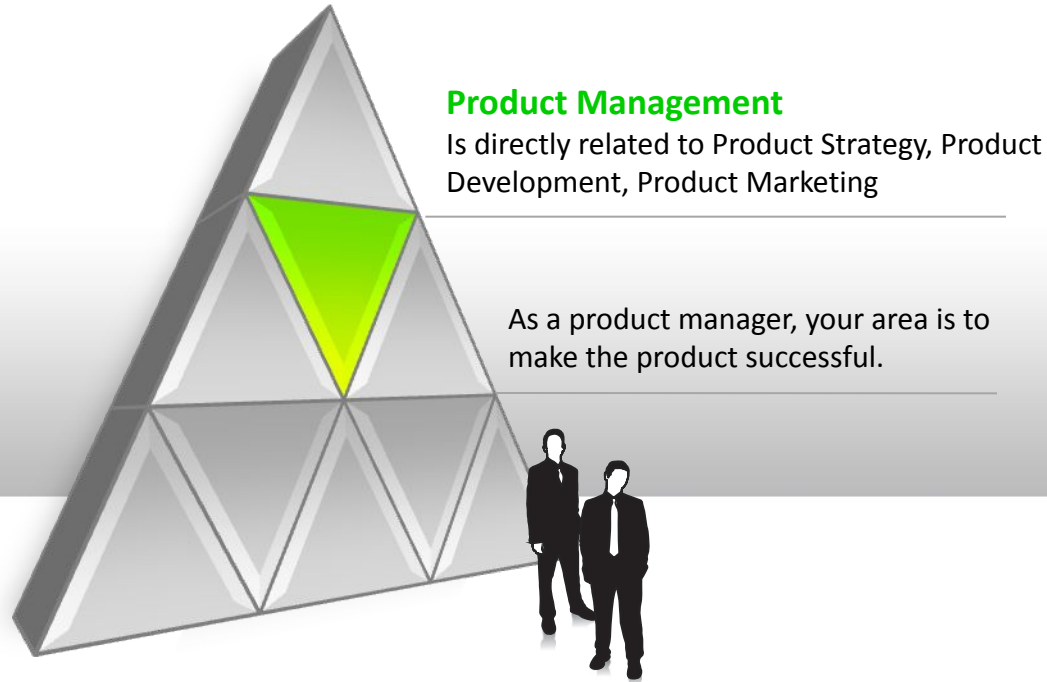 Product Management
Is directly related to Product Strategy, Product
Development, Product Marketing
As a product manager, your area is to
make the product successful.